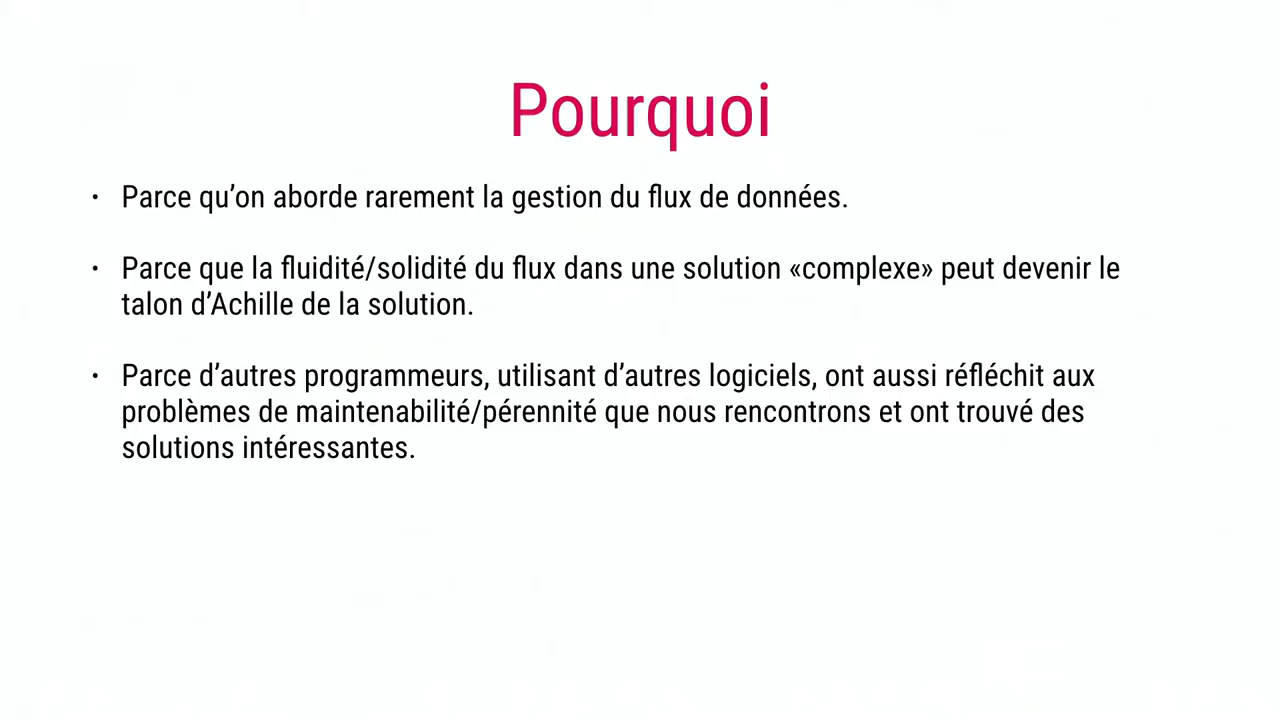 Pourquoi
· Parce qu’on aborde rarement la gestion du flux de données.
· Parce que la fluidité/solidité du flux dans une solution «complexe» peut devenir le
talon d’Achille de la solution.
· Parce d’autres programmeurs, utilisant d’autres logiciels, ont aussi réfléchit aux
problèmes de maintenabilité/pérennité que nous rencontrons et ont trouvé des
solutions intéressantes.